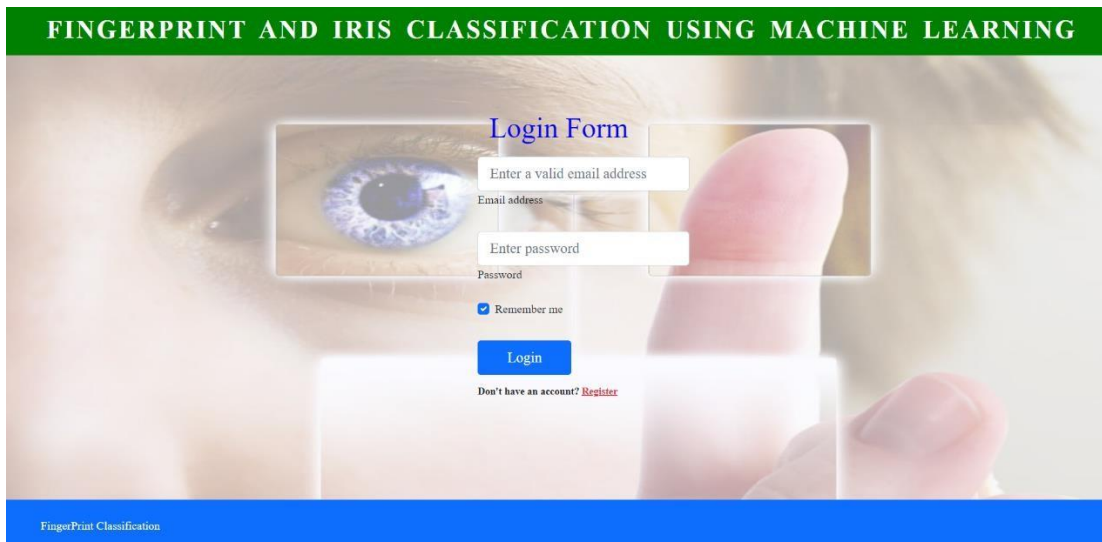 FINGERPRINT AND IRIS CLASSIFICATION USING MACHINE LEARNING
Login Form
Enter a valid email address
Email address
Enter password
Password
Remember me
Login
Don't have an account? Register
FingerPrint Classification